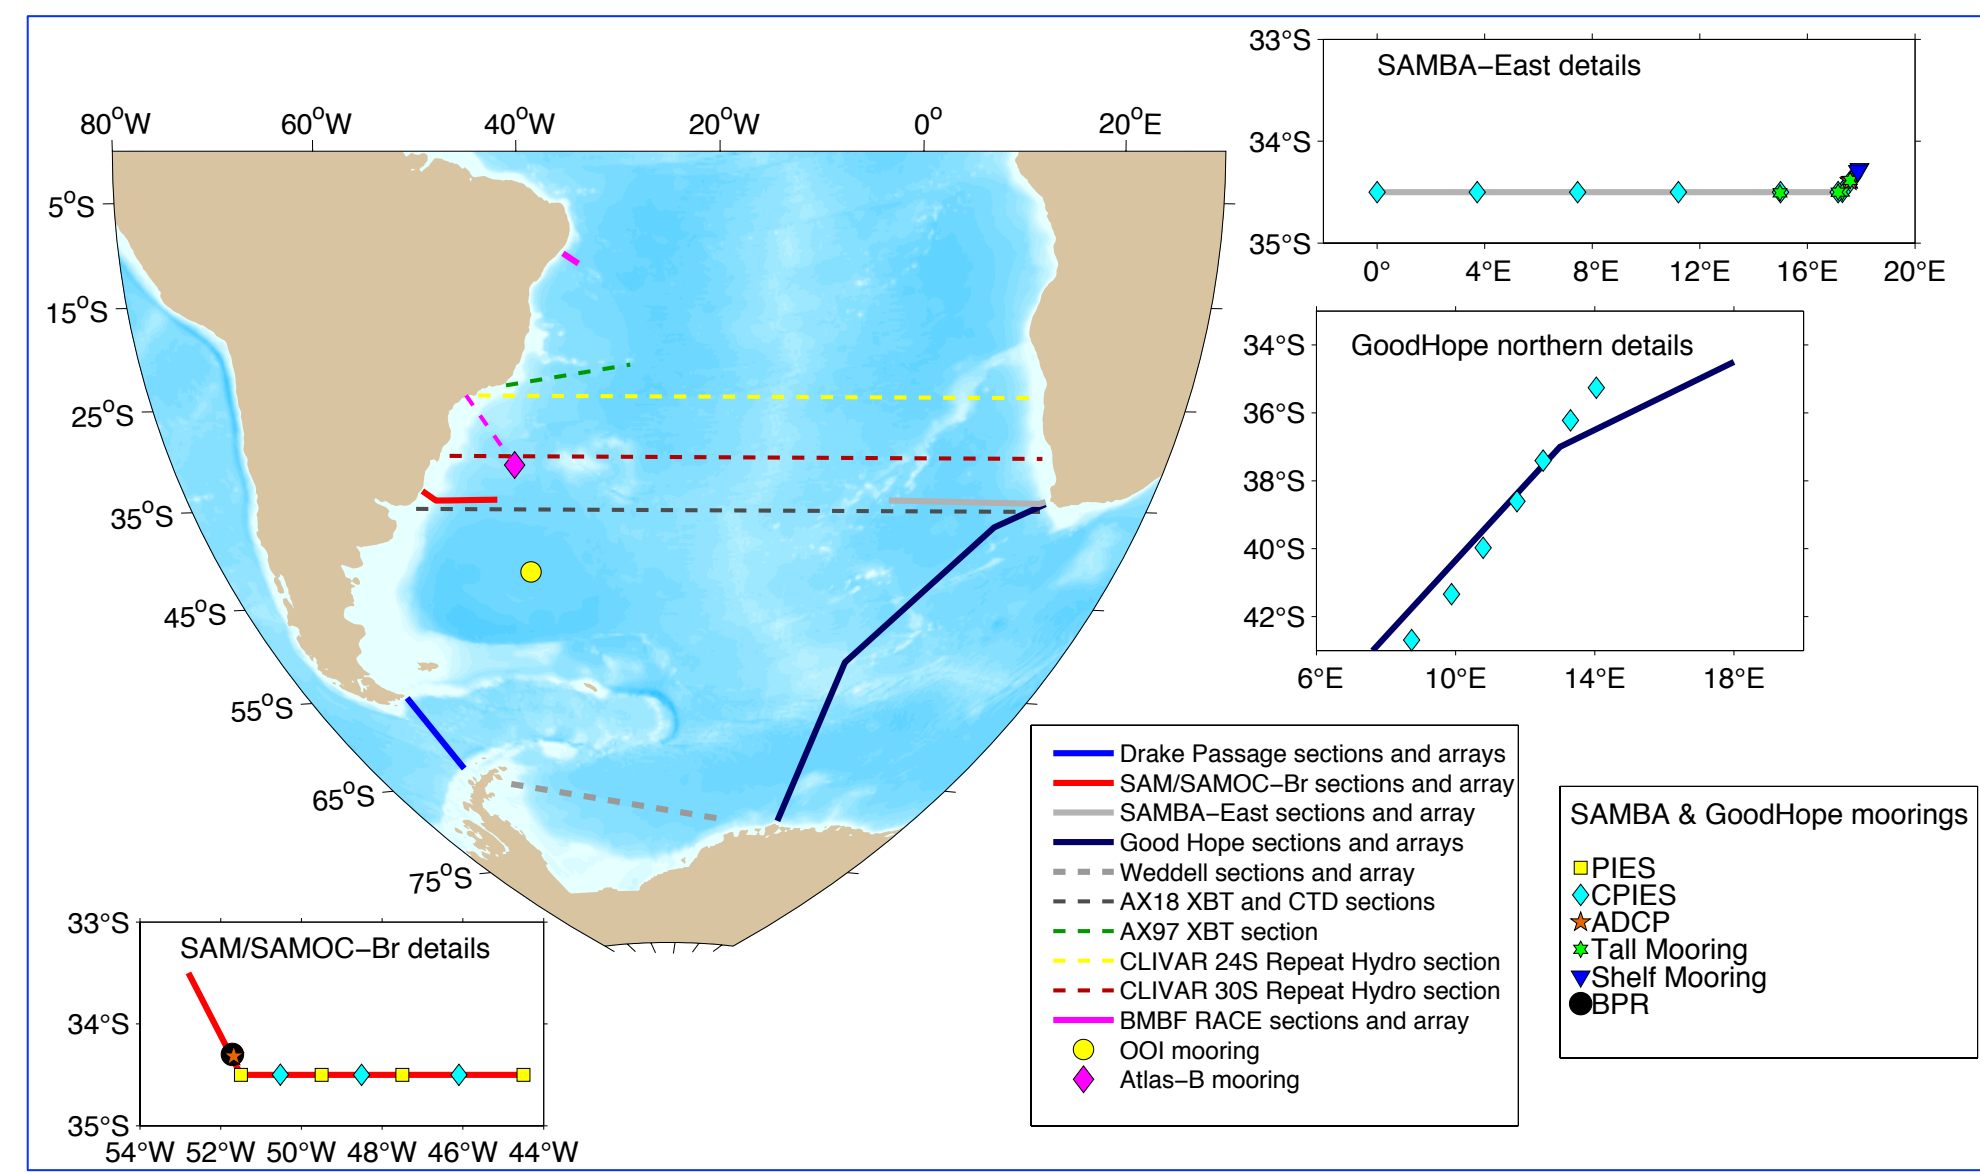 80°W 60°W 40°W 20°W 0° 20°E
5°S
15°S
25°S
35°S
45°S
55°S
65°S
75°S
SAMBA−East details
33°S
34°S
35°S
0° 4°E 8°E 12°E 16°E 20°E
GoodHope northern details
34°S
36°S
38°S
40°S
42°S
6°E 10°E 14°E 18°E
Drake Passage sections and arrays
SAM/SAMOC−Br sections and array
SAMBA−East sections and array
Good Hope sections and arrays
Weddell sections and array
AX18 XBT and CTD sections
AX97 XBT section
CLIVAR 24S Repeat Hydro section
CLIVAR 30S Repeat Hydro section
BMBF RACE sections and array
OOI mooring
Atlas−B mooring
SAMBA & GoodHope moorings
PIES
CPIES
ADCP
Tall Mooring
Shelf Mooring
BPR
SAM/SAMOC−Br details
33°S
34°S
35°S
54°W 52°W 50°W 48°W 46°W 44°W